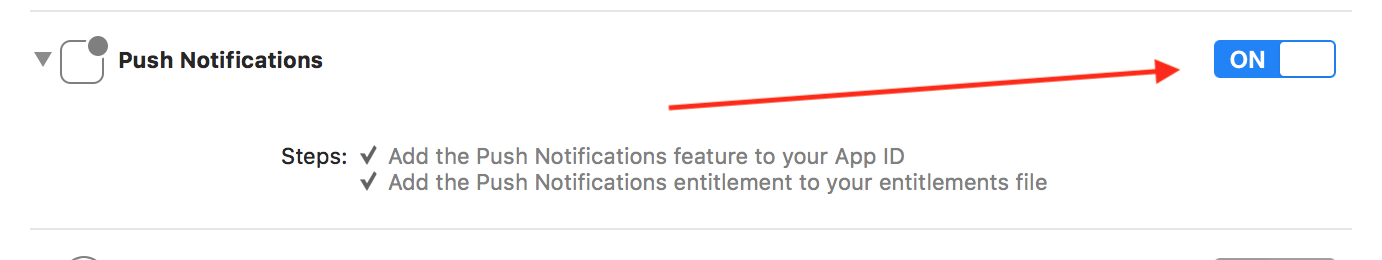 Push Notifications ON
Steps: ✓ Add the Push Notifications feature to your App ID
✓ Add the Push Notifications entitlement to your entitlements file